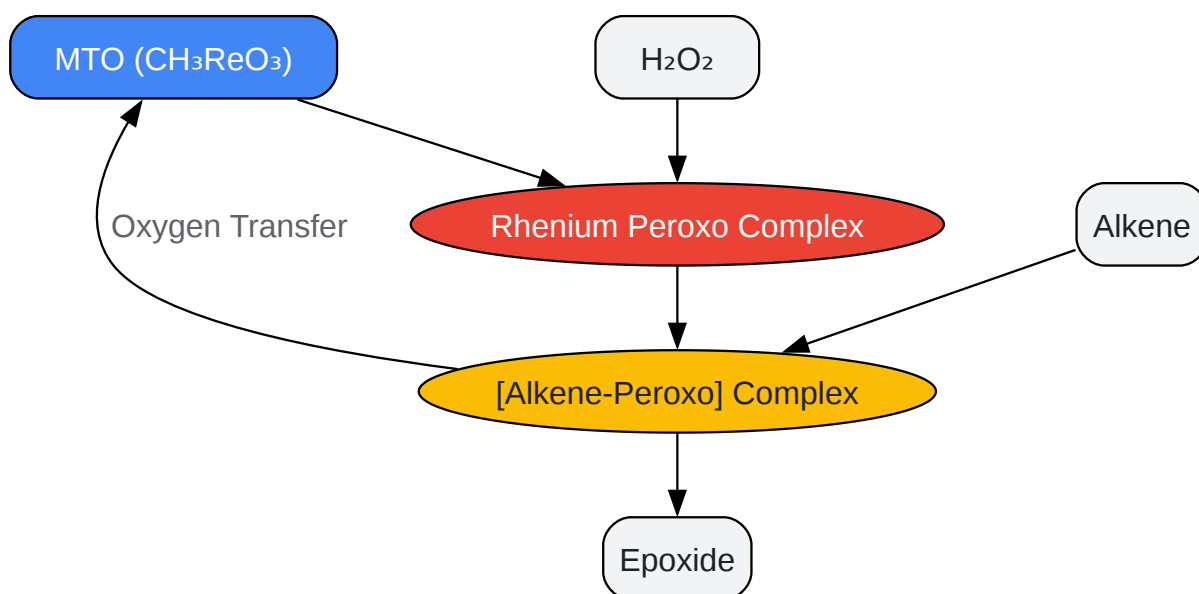 MTO (CH₃ReO₃)
H₂O₂
Oxygen Transfer
Rhenium Peroxo Complex
Alkene
[Alkene-Peroxo] Complex
Epoxide